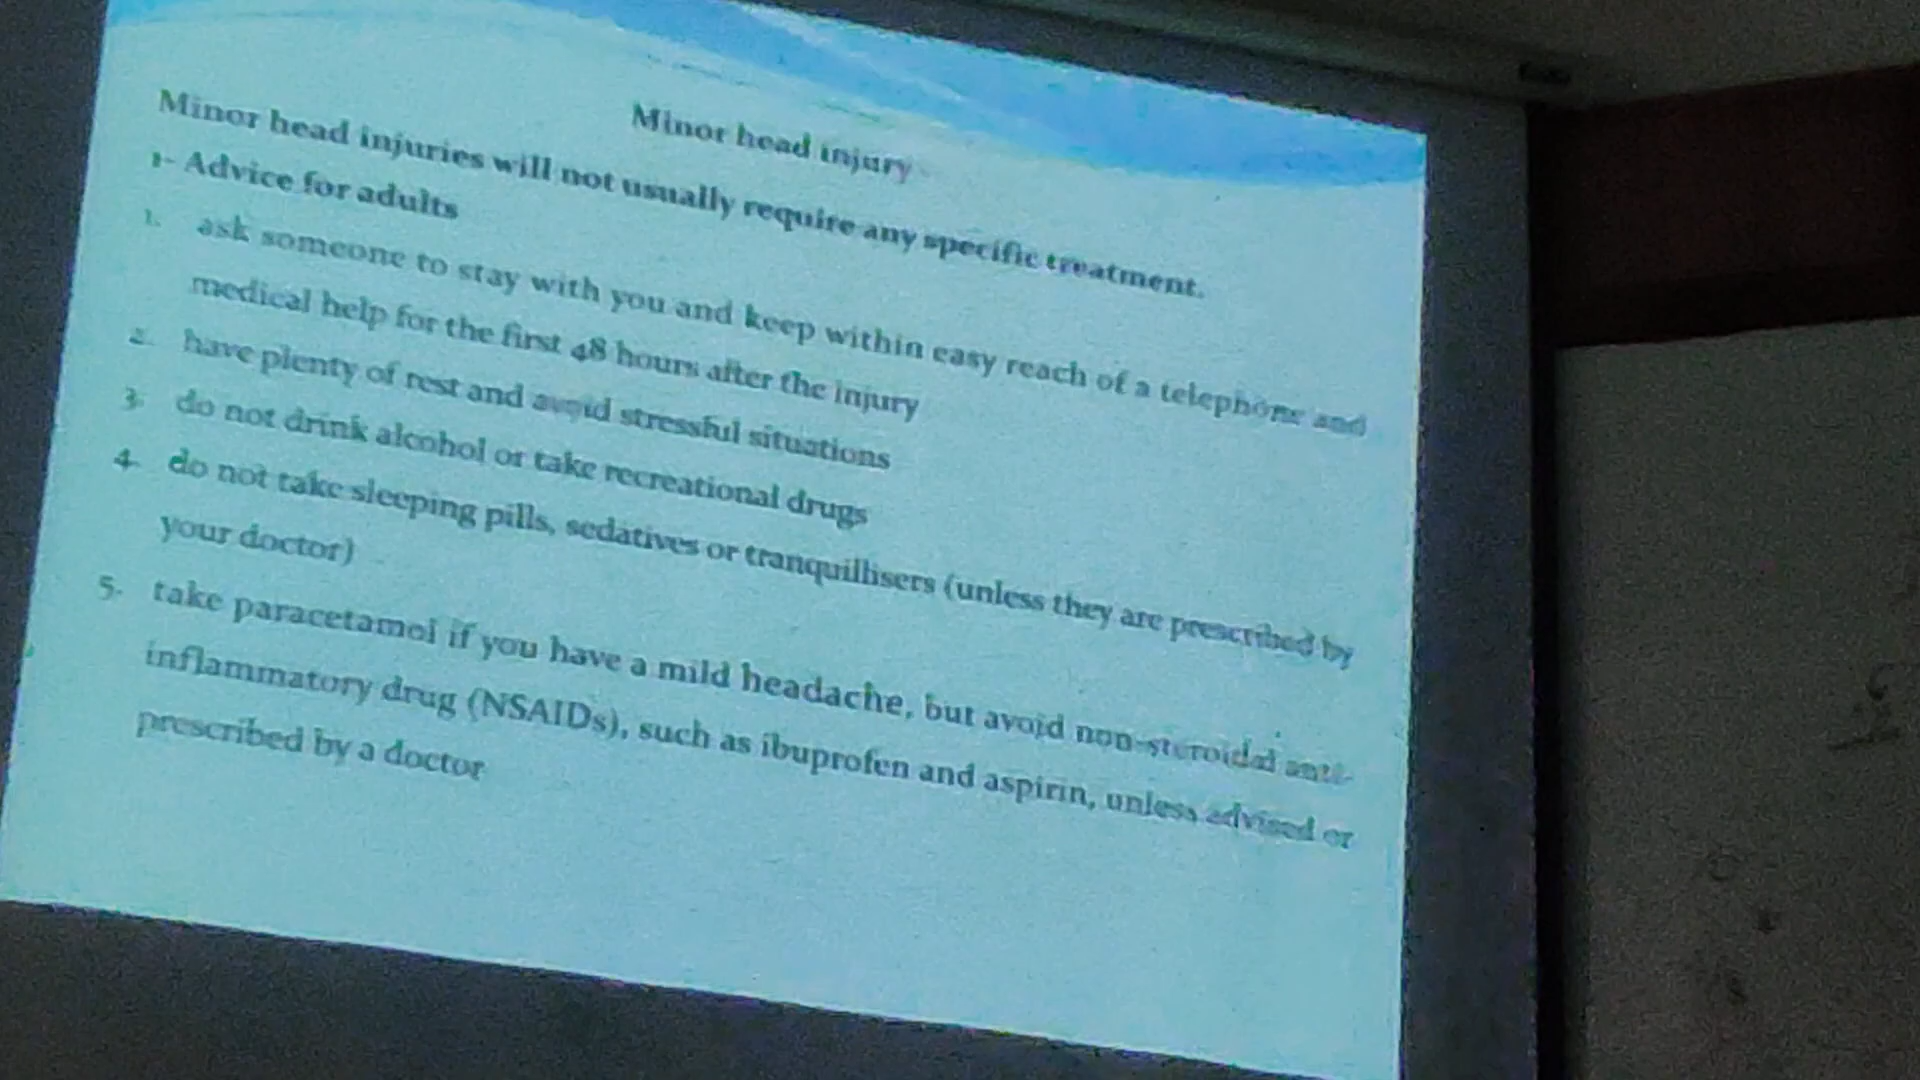 Minor head injury
Minor head injuries will not usually require any specific treatment.
1- Advice for adults
1. ask someone to stay with you and keep within easy reach of a telephone and
medical help for the first 48 hours after the injury
2. have plenty of rest and avoid stressful situations
3. do not drink alcohol or take recreational drugs
4. do not take sleeping pills, sedatives or tranquillisers (unless they are prescribed by
your doctor)
5. take paracetamol if you have a mild headache, but avoid non-steroidal anti-
inflammatory drug (NSAIDs), such as ibuprofen and aspirin, unless advised or
prescribed by a doctor